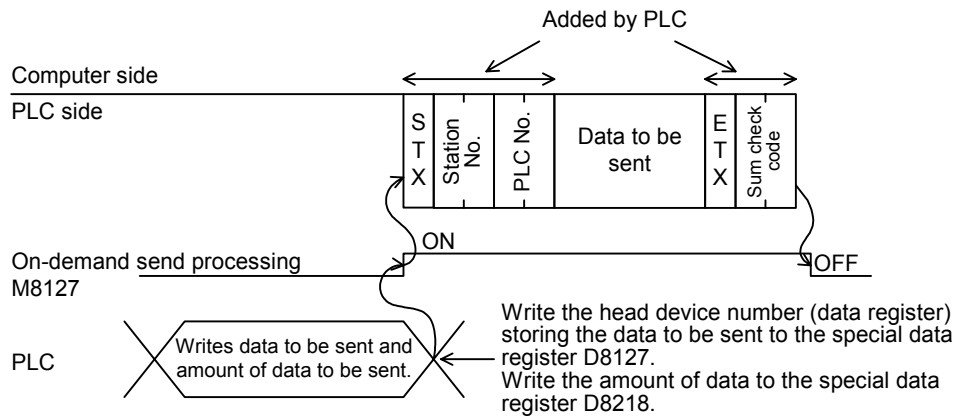 Added by PLC
Computer side
PLC side
STX
Station No.
PLC No.
Data to be
sent
ETX
Sum check
code
ON
On-demand send processing
M8127
OFF
PLC
Writes data to be sent and
amount of data to be sent.
Write the head device number (data register)
storing the data to be sent to the special data
register D8127.
Write the amount of data to the special data
register D8218.